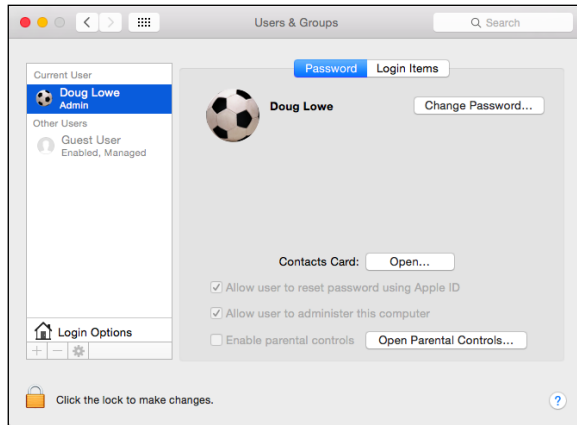 Users & Groups
Search
Current User
Doug Lowe
Admin
Other Users
Guest User
Enabled, Managed
Login Options
Password
Login Items
Doug Lowe
Change Password...
Contacts Card:
Open...
Allow user to reset password using Apple ID
Allow user to administer this computer
Enable parental controls
Open Parental Controls...
Click the lock to make changes.
?